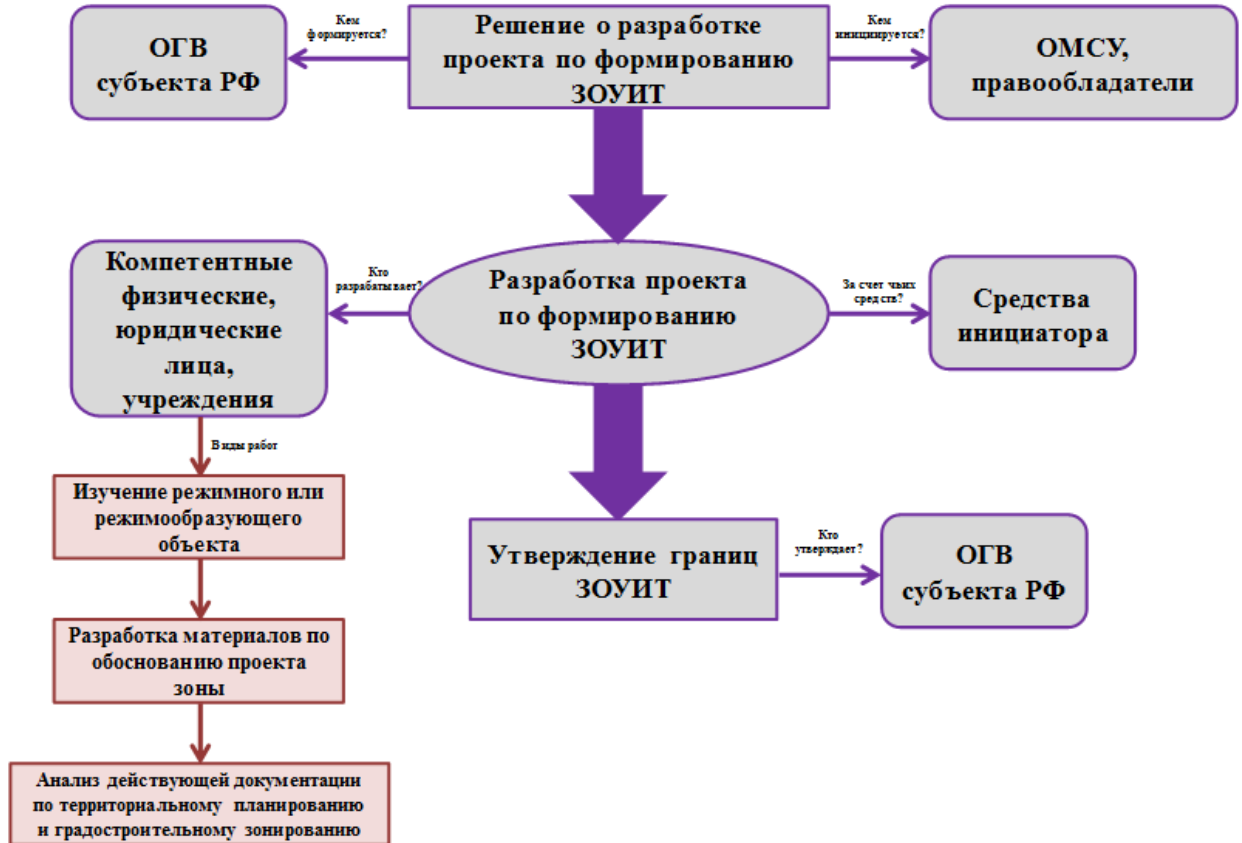 ОГВ
субъекта РФ
Кем
формируется?
Решение о разработке
проекта по формированию
ЗОУИТ
Кем
инициируется?
ОМСУ,
правообладатели
Компетентные
физические,
юридические
лица,
учреждения
Кто
разрабатывает?
Разработка проекта
по формированию
ЗОУИТ
За счет чьих
средств?
Средства
инициатора
Виды работ
Изучение режимного или
режимообразующего
объекта
Утверждение границ
ЗОУИТ
Кто
утверждает?
ОГВ
субъекта РФ
Разработка материалов по
обоснованию проекта
зоны
Анализ действующей документации
по территориальному планированию
и градостроительному зонированию